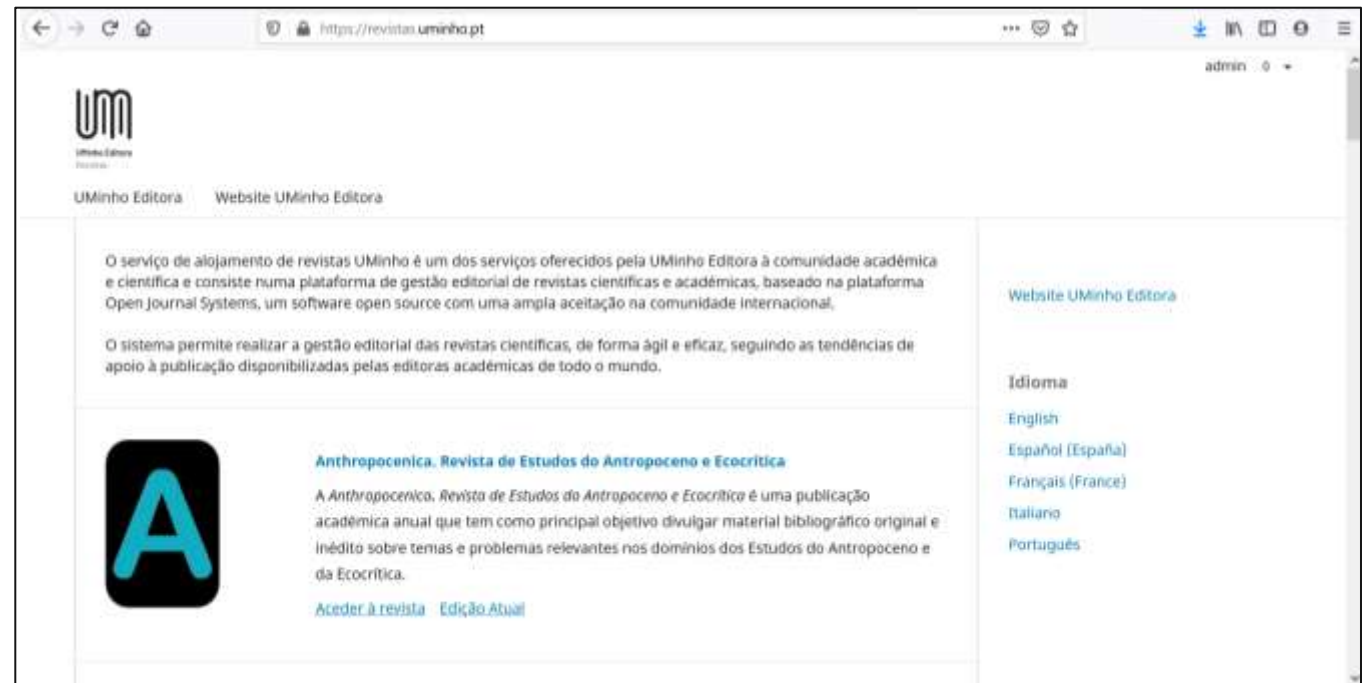 https://revistas.uminho.pt
admin 0
UMinho Editora
UMinho Editora Website UMinho Editora
O serviço de alojamento de revistas UMinho é um dos serviços oferecidos pela UMinho Editora à comunidade académica
e científica e consiste numa plataforma de gestão editorial de revistas científicas e académicas, baseado na plataforma
Open Journal Systems, um software open source com uma ampla aceitação na comunidade internacional.
O sistema permite realizar a gestão editorial das revistas científicas, de forma ágil e eficaz, seguindo as tendências de
apoio à publicação disponibilizadas pelas editoras académicas de todo o mundo.
A
Anthropocenica. Revista de Estudos do Antropoceno e Ecocrítica
A Anthropocenica. Revista de Estudos do Antropoceno e Ecocrítica é uma publicação
académica anual que tem como principal objetivo divulgar material bibliográfico original e
inédito sobre temas e problemas relevantes nos domínios dos Estudos do Antropoceno e
da Ecocrítica.
Aceder à revista Edição Atual
Website UMinho Editora
Idioma
English
Español (España)
Français (France)
Italiano
Português